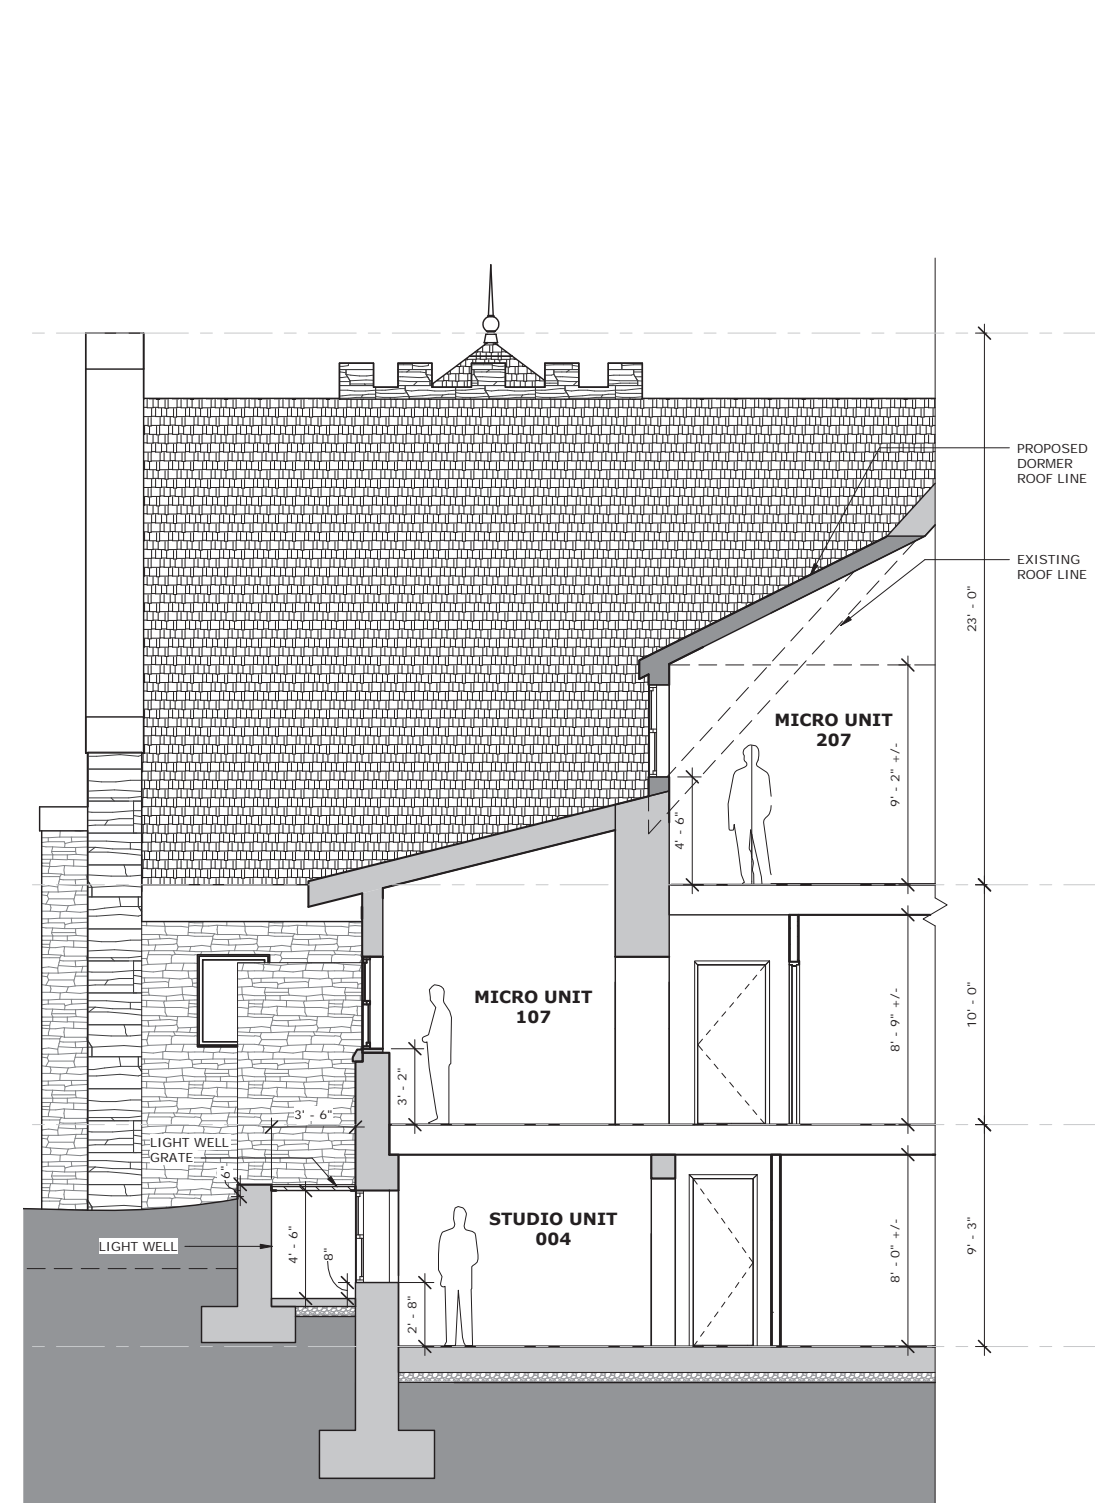 PROPOSED
DORMER
ROOF LINE
EXISTING
ROOF LINE
23' - 0"
MICRO UNIT
207
9' - 2" +/-
4' - 6"
MICRO UNIT
107
8' - 9" +/-
10' - 0"
3' - 2"
3' - 6"
LIGHT WELL
GRATE
6"
STUDIO UNIT
004
LIGHT WELL
4' - 6"
8"
2' - 8"
8' - 0" +/-
9' - 3"